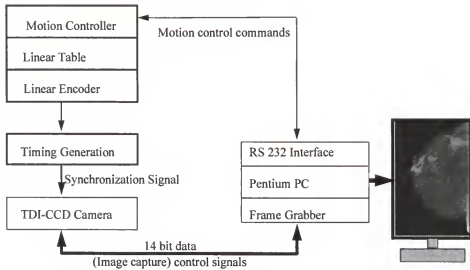 Motion Controller
Linear Table
Linear Encoder
Motion control commands
Timing Generation
Synchronization Signal
TDI-CCD Camera
RS 232 Interface
Pentium PC
Frame Grabber
14 bit data
(Image capture) control signals